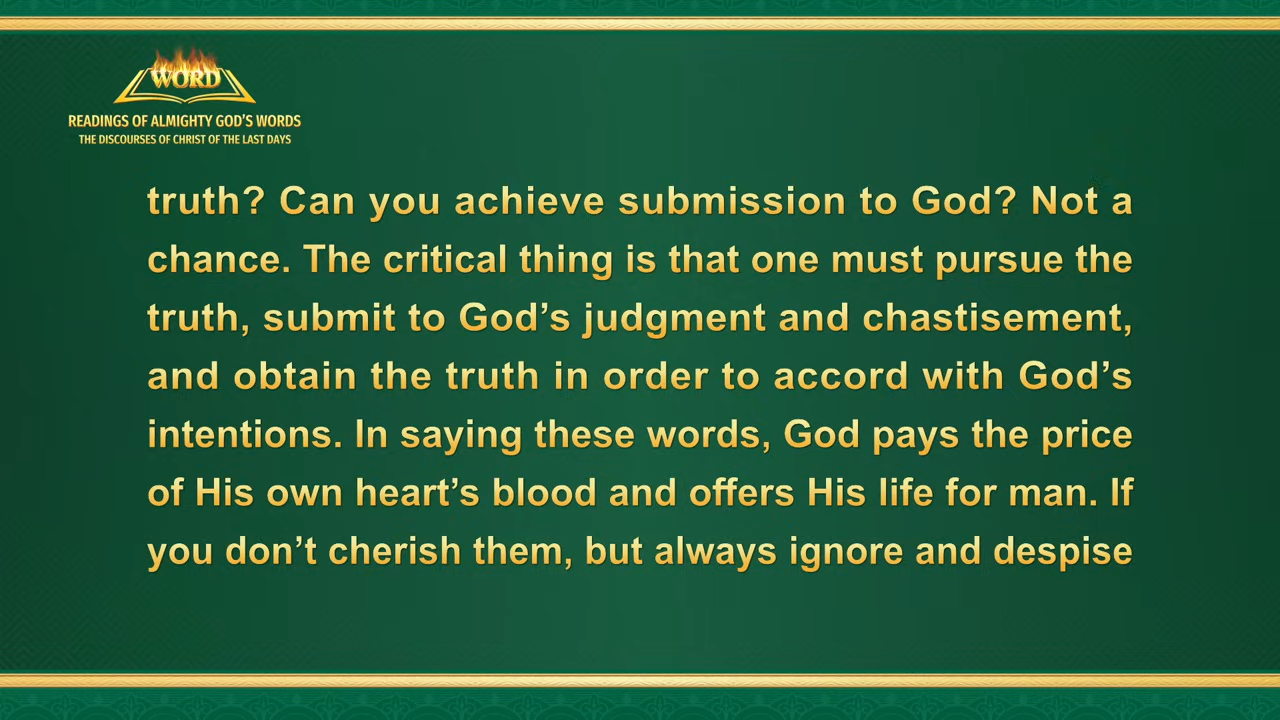 WORD
READINGS OF ALMIGHTY GOD'S WORDS
THE DISCOURSES OF CHRIST OF THE LAST DAYS
truth? Can you achieve submission to God? Not a
chance. The critical thing is that one must pursue the
truth, submit to God’s judgment and chastisement,
and obtain the truth in order to accord with God’s
intentions. In saying these words, God pays the price
of His own heart’s blood and offers His life for man. If
you don’t cherish them, but always ignore and despise